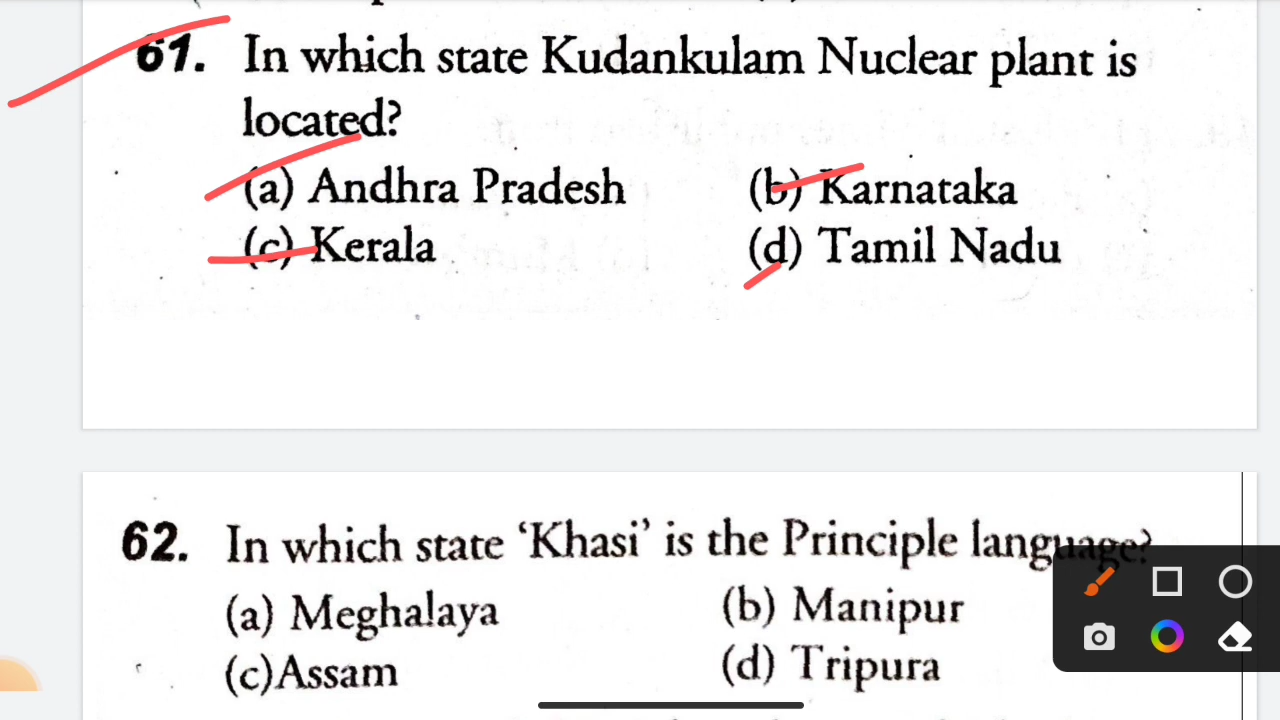 61. In which state Kudankulam Nuclear plant is
located?
(a) Andhra Pradesh (b) Karnataka
(c) Kerala (d) Tamil Nadu
62. In which state ‘Khasi’ is the Principle language?
(a) Meghalaya (b) Manipur
(c)Assam (d) Tripura